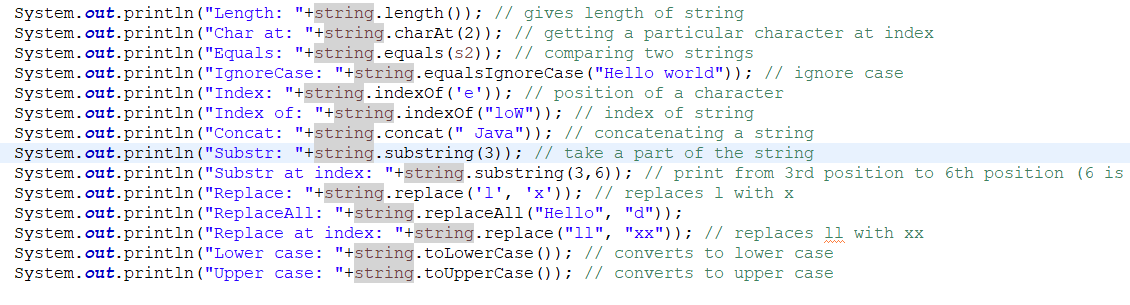 System.out.println("Length: "+string.length()); // gives length of string
System.out.println("Char at: "+string.charAt(2)); // getting a particular character at index
System.out.println("Equals: "+string.equals(s2)); // comparing two strings
System.out.println("IgnoreCase: "+string.equalsIgnoreCase("Hello world")); // ignore case
System.out.println("Index: "+string.indexOf('e')); // position of a character
System.out.println("Index of: "+string.indexOf("loW")); // index of string
System.out.println("Concat: "+string.concat(" Java")); // concatenating a string
System.out.println("Substr: "+string.substring(3)); // take a part of the string
System.out.println("Substr at index: "+string.substring(3,6)); // print from 3rd position to 6th position (6 is
System.out.println("Replace: "+string.replace('l', 'x')); // replaces l with x
System.out.println("ReplaceAll: "+string.replaceAll("Hello", "d"));
System.out.println("Replace at index: "+string.replace("ll", "xx")); // replaces ll with xx
System.out.println("Lower case: "+string.toLowerCase()); // converts to lower case
System.out.println("Upper case: "+string.toUpperCase()); // converts to upper case